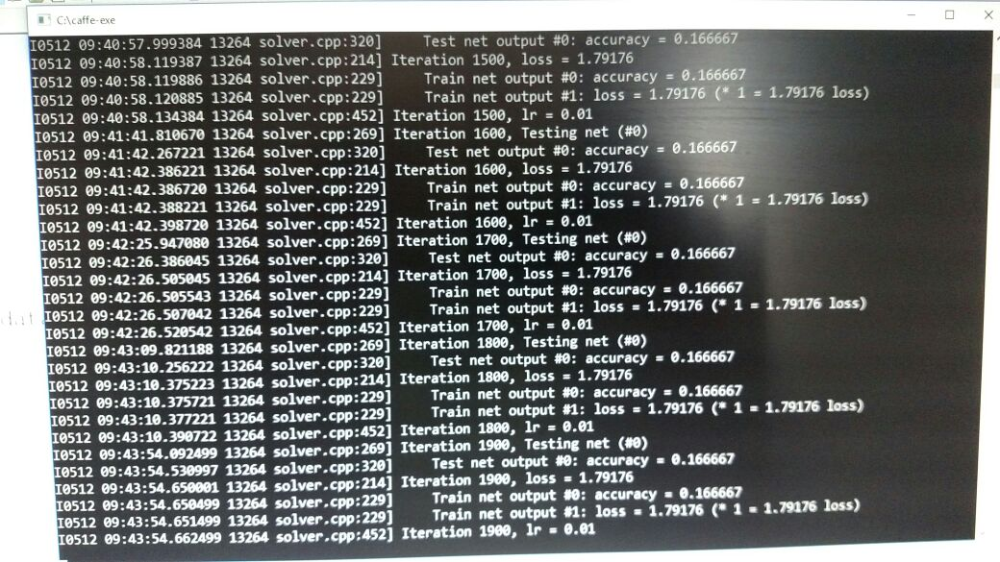 C:\caffe-exe
I0512 09:40:57.999384 13264 solver.cpp:320]     Test net output #0: accuracy = 0.166667
I0512 09:40:58.119387 13264 solver.cpp:214] Iteration 1500, loss = 1.79176
I0512 09:40:58.119886 13264 solver.cpp:229]     Train net output #0: accuracy = 0.166667
I0512 09:40:58.120885 13264 solver.cpp:229]     Train net output #1: loss = 1.79176 (* 1 = 1.79176 loss)
I0512 09:40:58.134384 13264 solver.cpp:452] Iteration 1500, lr = 0.01
I0512 09:41:41.810670 13264 solver.cpp:269] Iteration 1600, Testing net (#0)
I0512 09:41:42.267221 13264 solver.cpp:320]     Test net output #0: accuracy = 0.166667
I0512 09:41:42.386221 13264 solver.cpp:214] Iteration 1600, loss = 1.79176
I0512 09:41:42.386720 13264 solver.cpp:229]     Train net output #0: accuracy = 0.166667
I0512 09:41:42.388221 13264 solver.cpp:229]     Train net output #1: loss = 1.79176 (* 1 = 1.79176 loss)
I0512 09:41:42.398720 13264 solver.cpp:452] Iteration 1600, lr = 0.01
I0512 09:42:25.947080 13264 solver.cpp:269] Iteration 1700, Testing net (#0)
I0512 09:42:26.386045 13264 solver.cpp:320]     Test net output #0: accuracy = 0.166667
I0512 09:42:26.505045 13264 solver.cpp:214] Iteration 1700, loss = 1.79176
I0512 09:42:26.505543 13264 solver.cpp:229]     Train net output #0: accuracy = 0.166667
I0512 09:42:26.507042 13264 solver.cpp:229]     Train net output #1: loss = 1.79176 (* 1 = 1.79176 loss)
I0512 09:42:26.520542 13264 solver.cpp:452] Iteration 1700, lr = 0.01
I0512 09:43:09.821188 13264 solver.cpp:269] Iteration 1800, Testing net (#0)
I0512 09:43:10.256222 13264 solver.cpp:320]     Test net output #0: accuracy = 0.166667
I0512 09:43:10.375223 13264 solver.cpp:214] Iteration 1800, loss = 1.79176
I0512 09:43:10.375721 13264 solver.cpp:229]     Train net output #0: accuracy = 0.166667
I0512 09:43:10.377221 13264 solver.cpp:229]     Train net output #1: loss = 1.79176 (* 1 = 1.79176 loss)
I0512 09:43:10.390722 13264 solver.cpp:452] Iteration 1800, lr = 0.01
I0512 09:43:54.092499 13264 solver.cpp:269] Iteration 1900, Testing net (#0)
I0512 09:43:54.530997 13264 solver.cpp:320]     Test net output #0: accuracy = 0.166667
I0512 09:43:54.650001 13264 solver.cpp:214] Iteration 1900, loss = 1.79176
I0512 09:43:54.650499 13264 solver.cpp:229]     Train net output #0: accuracy = 0.166667
I0512 09:43:54.651499 13264 solver.cpp:229]     Train net output #1: loss = 1.79176 (* 1 = 1.79176 loss)
I0512 09:43:54.662499 13264 solver.cpp:452] Iteration 1900, lr = 0.01